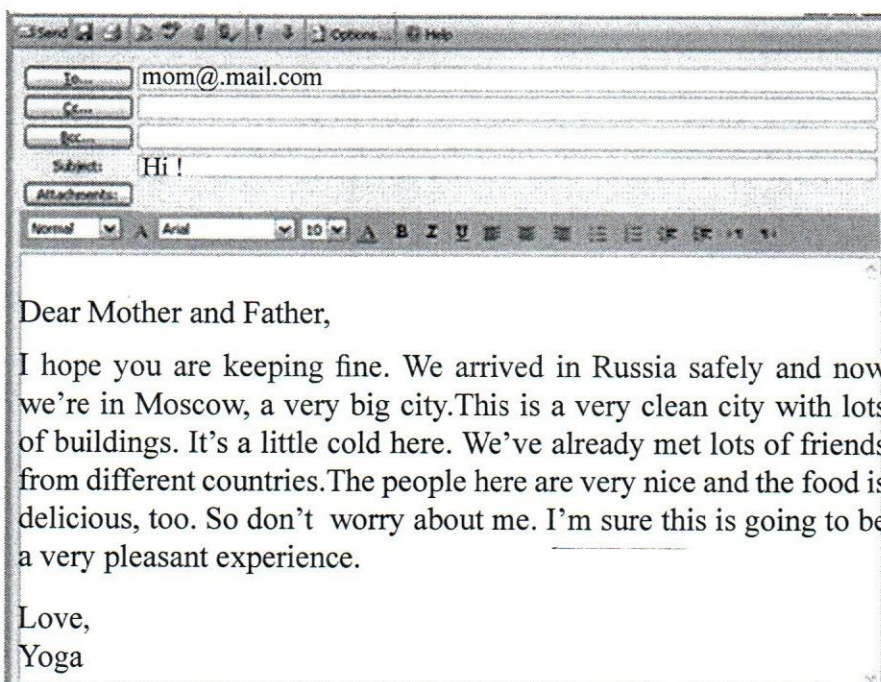 Send Options... Help
To...
mom@.mail.com
Cc...
Bcc...
Subject:
Hi !
Attachments:
Normal A Arial 10 A B I U
Dear Mother and Father,
I hope you are keeping fine. We arrived in Russia safely and now
we're in Moscow, a very big city.This is a very clean city with lots
of buildings. It's a little cold here. We've already met lots of friends
from different countries.The people here are very nice and the food is
delicious, too. So don't worry about me. I'm sure this is going to be
a very pleasant experience.
Love,
Yoga